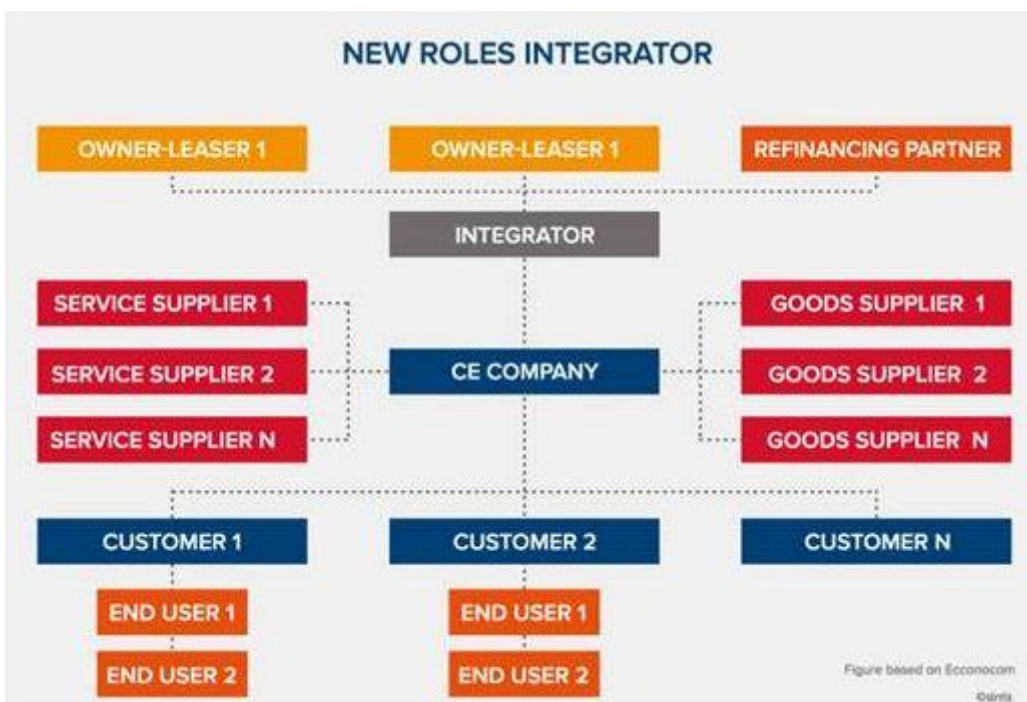 NEW ROLES INTEGRATOR
OWNER-LEASER 1
OWNER-LEASER 1
REFINANCING PARTNER
INTEGRATOR
SERVICE SUPPLIER 1
GOODS SUPPLIER 1
SERVICE SUPPLIER 2
CE COMPANY
GOODS SUPPLIER 2
SERVICE SUPPLIER N
GOODS SUPPLIER N
CUSTOMER 1
CUSTOMER 2
CUSTOMER N
END USER 1
END USER 1
END USER 2
END USER 2
Figure based on Ecconocom